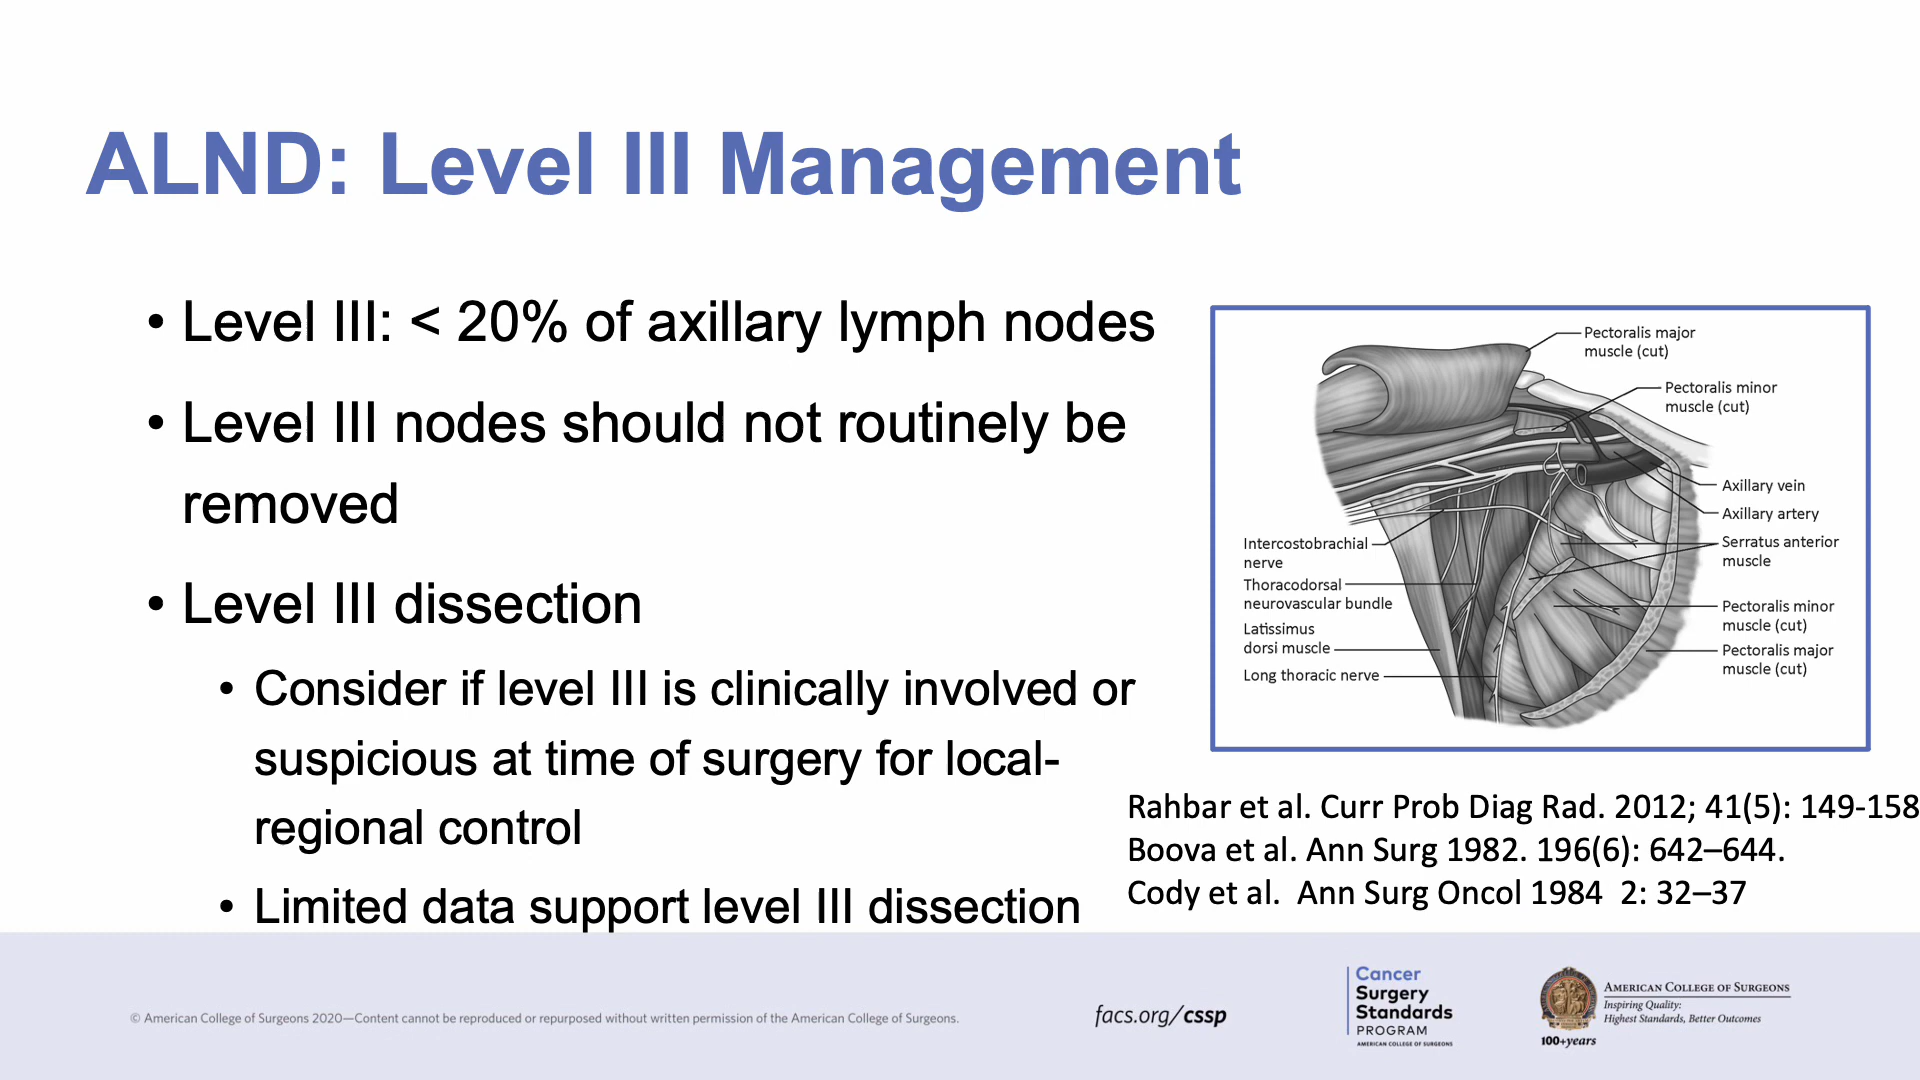 ALND: Level III Management
• Level III: < 20% of axillary lymph nodes
• Level III nodes should not routinely be
removed
• Level III dissection
• Consider if level III is clinically involved or
suspicious at time of surgery for local-
regional control
• Limited data support level III dissection
Pectoralis major
muscle (cut)
Pectoralis minor
muscle (cut)
Axillary vein
Axillary artery
Serratus anterior
muscle
Pectoralis minor
muscle (cut)
Pectoralis major
muscle (cut)
Intercostobrachial
nerve
Thoracodorsal
neurovascular bundle
Latissimus
dorsi muscle
Long thoracic nerve
Rahbar et al. Curr Prob Diag Rad. 2012; 41(5): 149-158
Boova et al. Ann Surg 1982. 196(6): 642–644.
Cody et al.  Ann Surg Oncol 1984  2: 32–37
© American College of Surgeons 2020—Content cannot be reproduced or repurposed without written permission of the American College of Surgeons.
facs.org/cssp
Cancer
Surgery
Standards
PROGRAM
AMERICAN COLLEGE OF SURGEONS
100+years
AMERICAN COLLEGE OF SURGEONS
Inspiring Quality:
Highest Standards, Better Outcomes